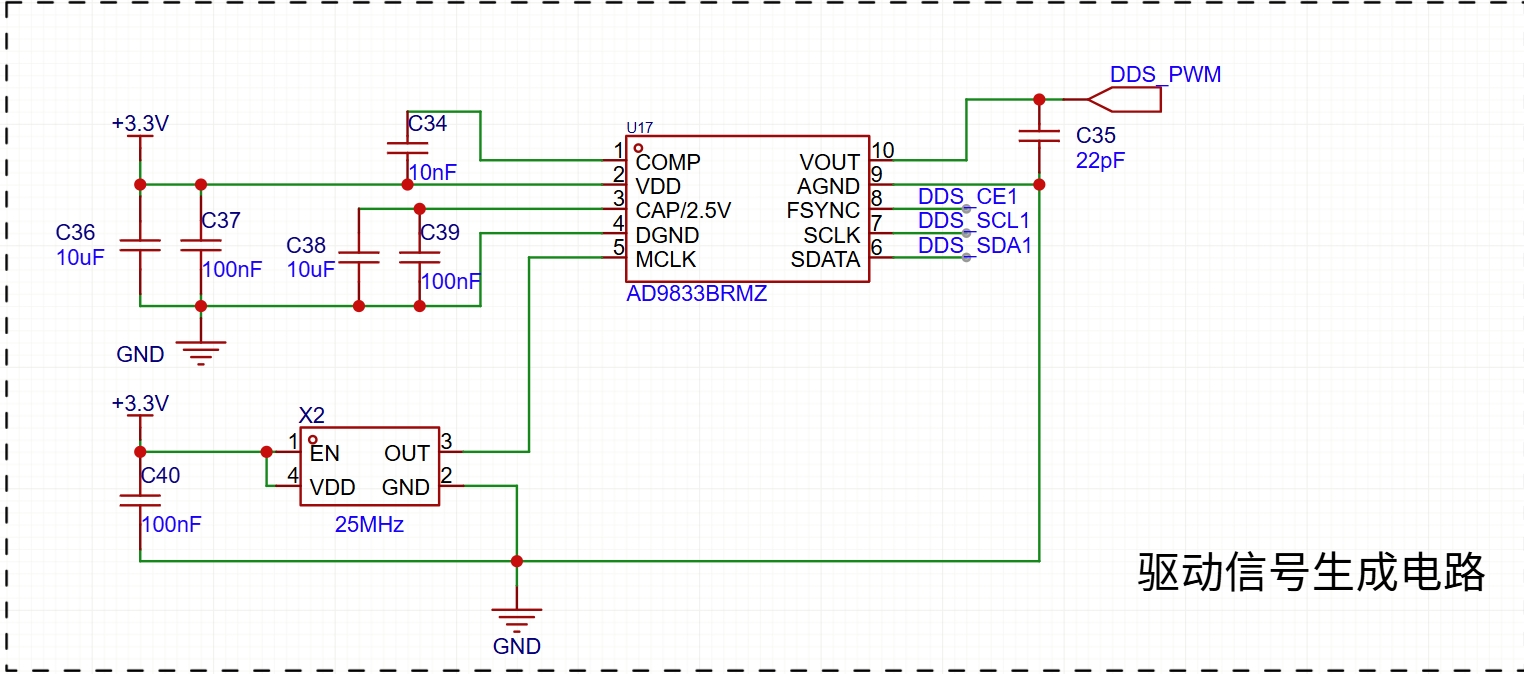 DDS_PWM
+3.3V
C34
10nF
U17
C35
22pF
1
COMP
VOUT
10
2
VDD
AGND
9
3
CAP/2.5V
FSYNC
8
DDS_CE1
4
DGND
SCLK
7
DDS_SCL1
5
MCLK
SDATA
6
DDS_SDA1
AD9833BRMZ
C36
10uF
C37
100nF
C38
10uF
C39
100nF
GND
+3.3V
X2
1
EN
OUT
3
4
VDD
GND
2
25MHz
C40
100nF
驱动信号生成电路
GND